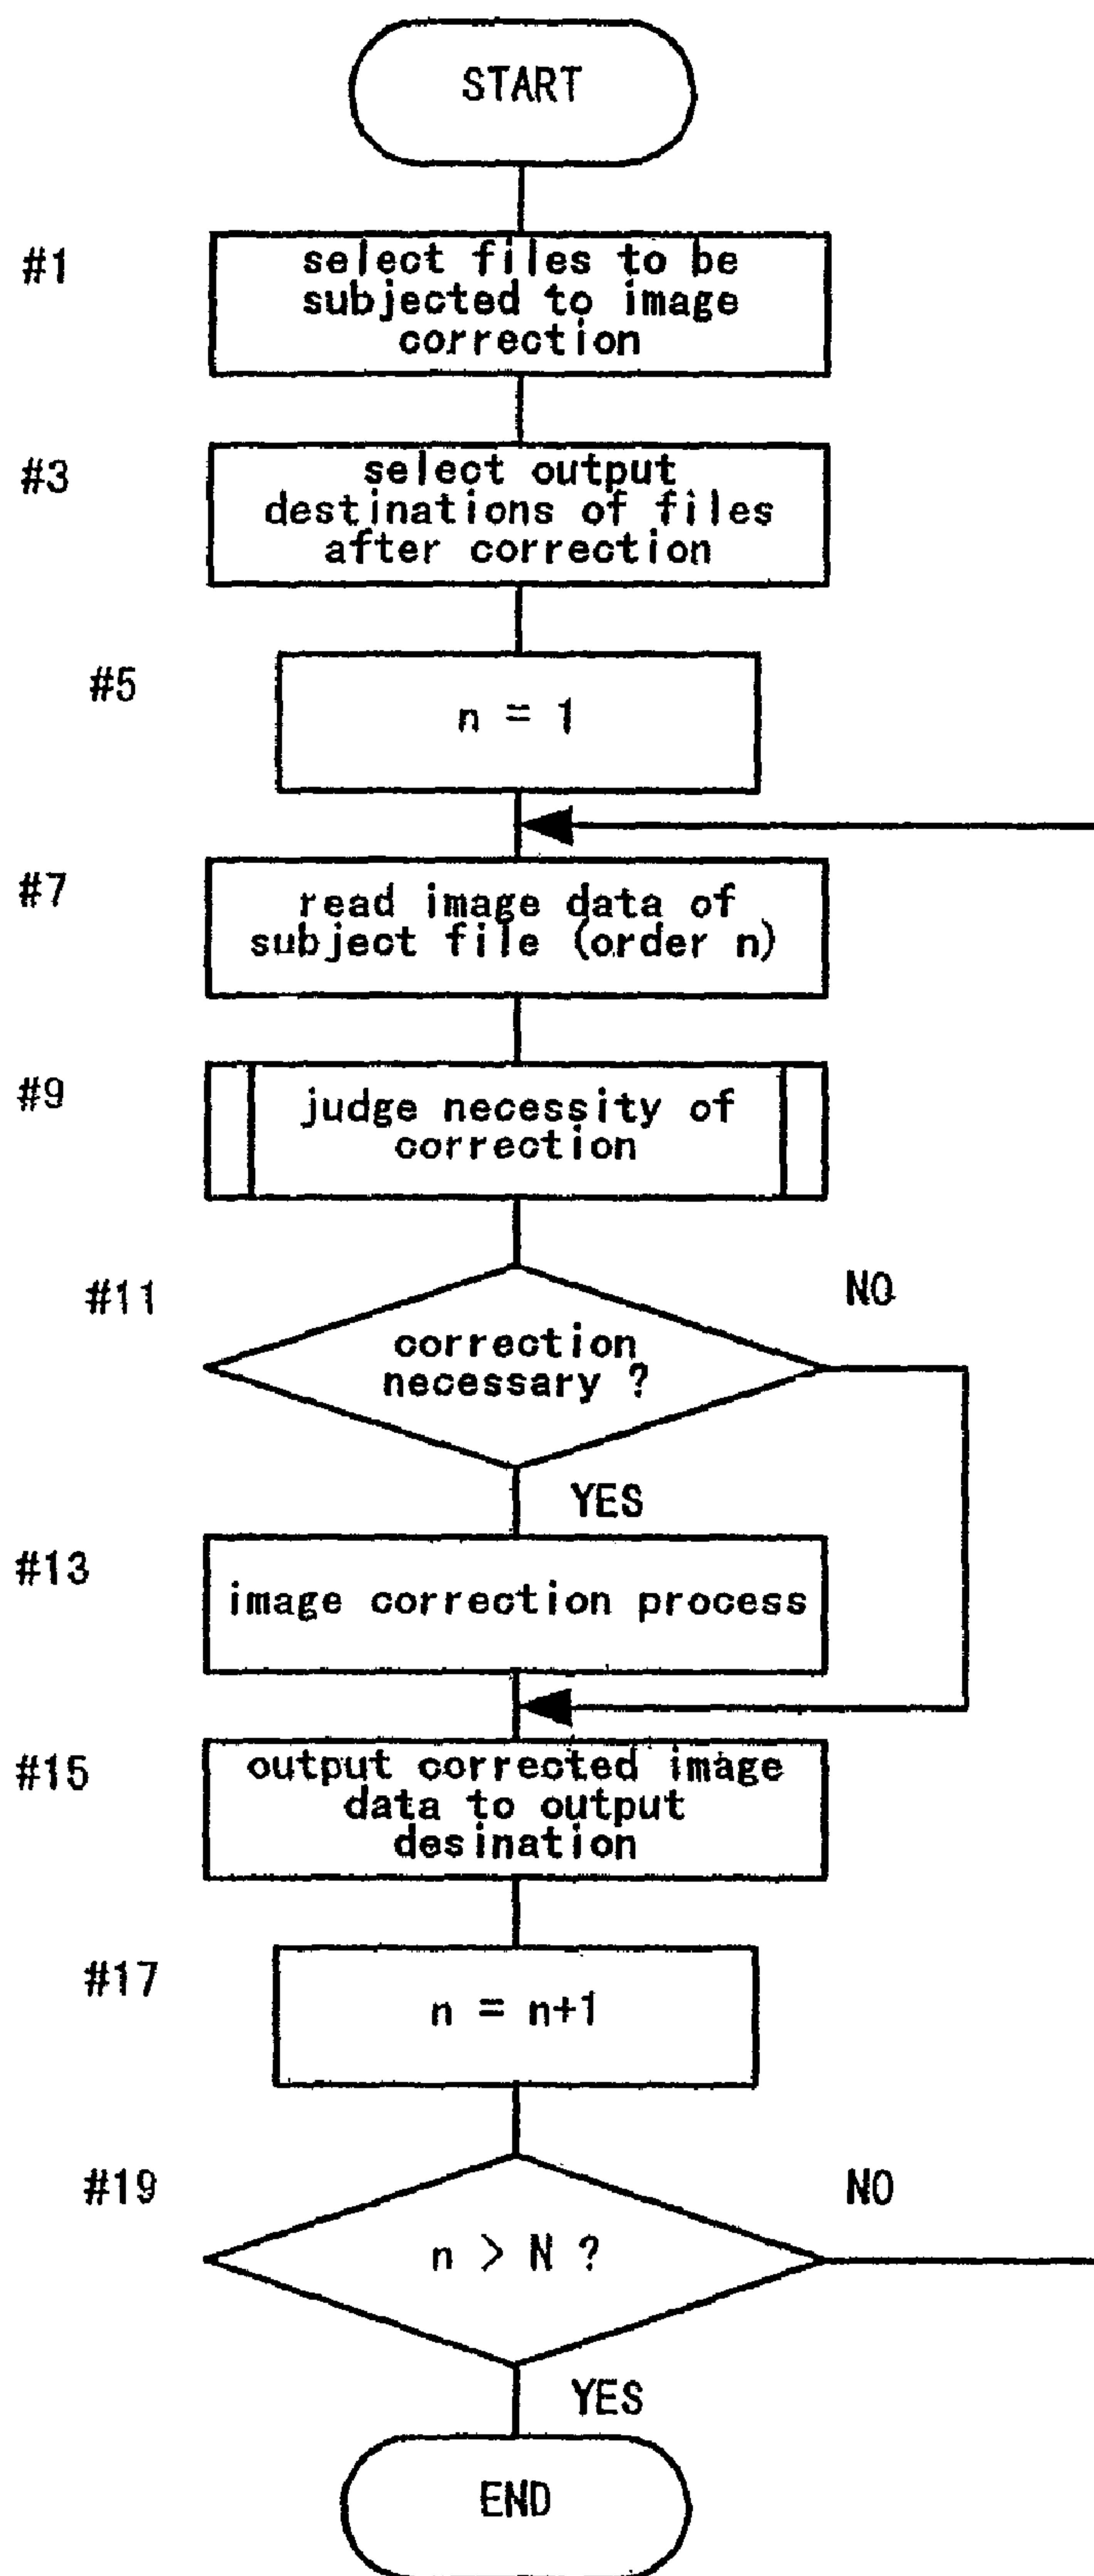 START
#1
select files to be
subjected to image
correction
#3
select output
destinations of files
after correction
#5
n = 1
#7
read image data of
subject file (order n)
#9
judge necessity of
correction
#11
NO
correction
necessary ?
YES
#13
image correction process
#15
output corrected image
data to output
desination
#17
n = n+1
#19
NO
n > N ?
YES
END